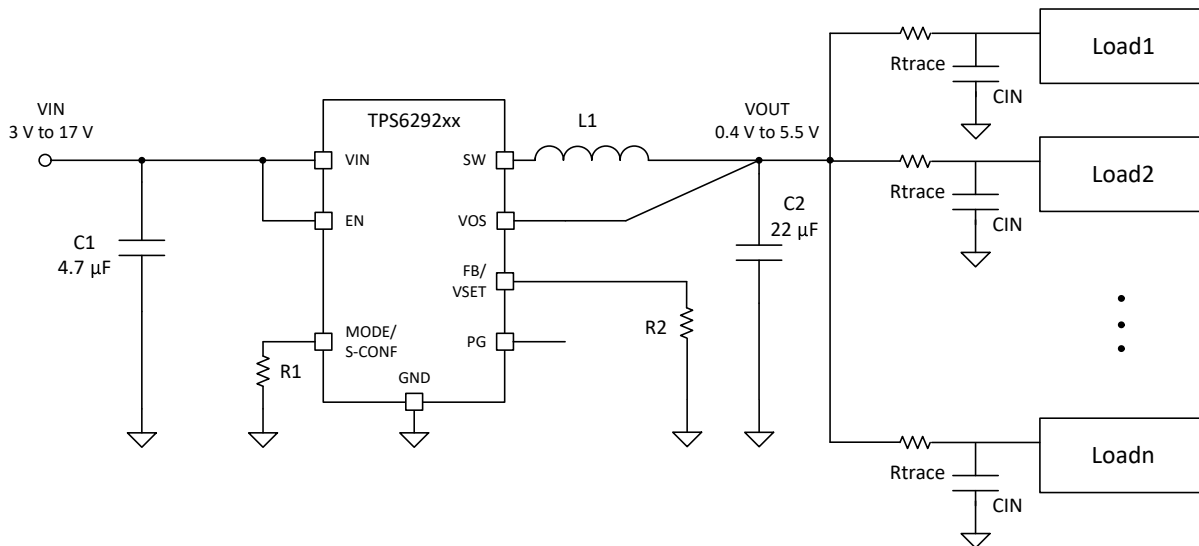 VIN
3 V to 17 V
C1
4.7 µF
TPS6292xx
VIN
EN
MODE/
S-CONF
GND
SW
VOS
FB/
VSET
PG
R1
L1
R2
VOUT
0.4 V to 5.5 V
C2
22 µF
Rtrace
CIN
Load1
Rtrace
CIN
Load2
Rtrace
CIN
Loadn